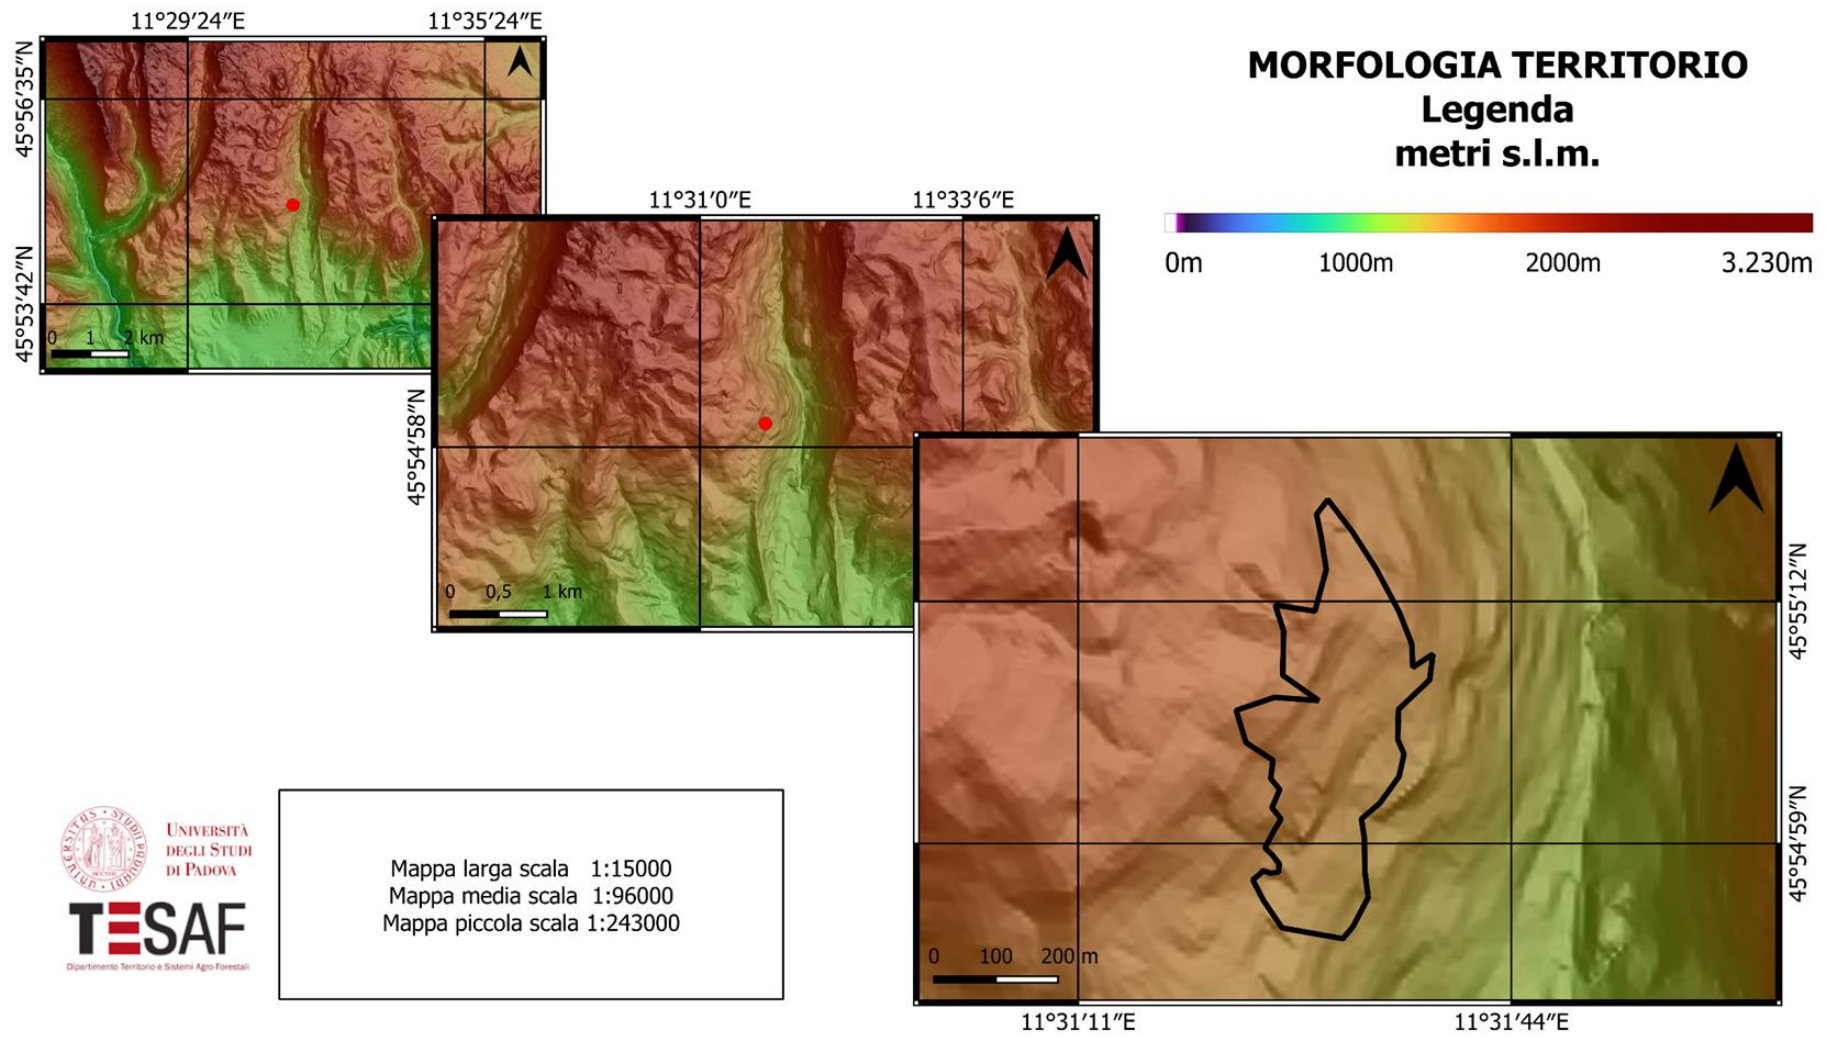 11°29'24"E
11°35'24"E
45°56'35"N
45°53'42"N
0 1 2 km
11°31'0"E
11°33'6"E
45°54'58"N
0 0,5 1 km
MORFOLOGIA TERRITORIO
Legenda
metri s.l.m.
0m 1000m 2000m 3.230m
45°55'12"N
45°54'59"N
0 100 200 m
11°31'11"E
11°31'44"E
UNIVERSITÀ
DEGLI STUDI
DI PADOVA
TESAF
Dipartimento Territorio e Sistemi Agro-Forestali
Mappa larga scala 1:15000
Mappa media scala 1:96000
Mappa piccola scala 1:243000